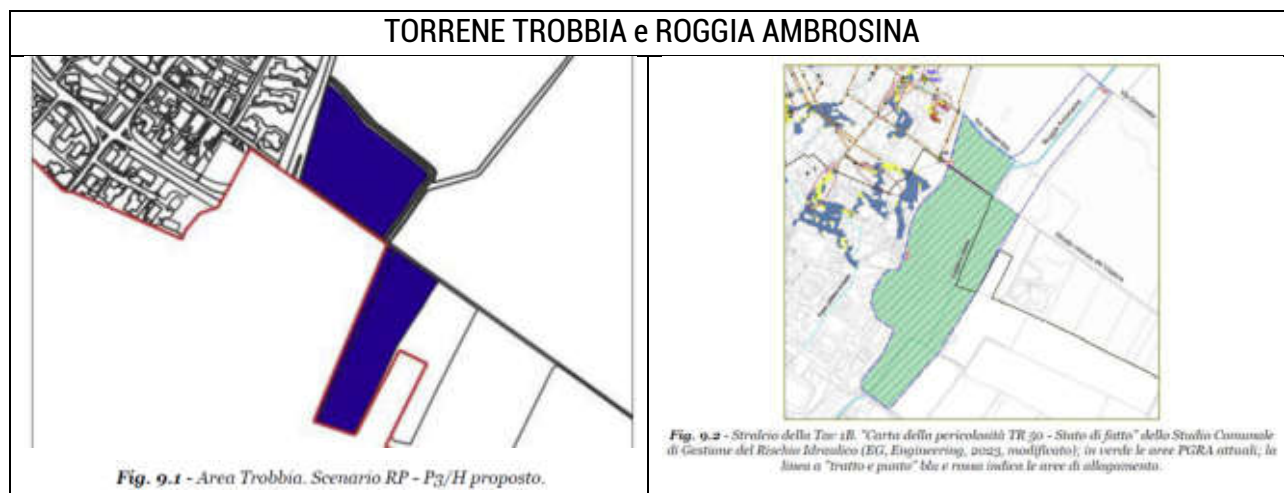 TORRENE TROBBIA e ROGGIA AMBROSINA
Fig. 9.1 - Area Trobbia. Scenario RP - P3/H proposto.
Fig. 9.2 - Stralcio della Tav 1B. "Carta della pericolosità TR 50 - Stato di fatto" dello Studio Comunale
di Gestione del Rischio Idraulico (EG, Engineering, 2023, modificato); in verde le aree PGRA attuali; la
linea a "tratto e punto" blu e rossa indica le aree di allagamento.